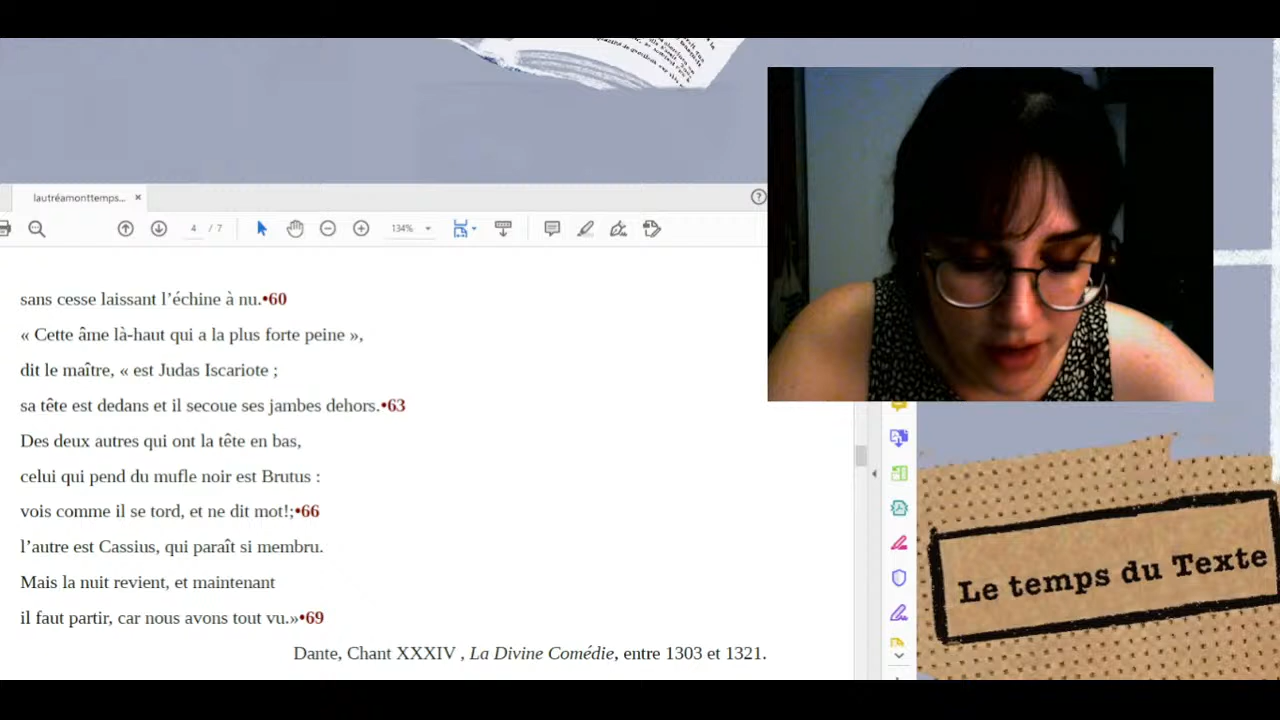 lautréamonttemps...
4 / 7
134%
sans cesse laissant l’échine à nu.•60
« Cette âme là-haut qui a la plus forte peine »,
dit le maître, « est Judas Iscariote ;
sa tête est dedans et il secoue ses jambes dehors.•63
Des deux autres qui ont la tête en bas,
celui qui pend du mufle noir est Brutus :
vois comme il se tord, et ne dit mot!;•66
l’autre est Cassius, qui paraît si membru.
Mais la nuit revient, et maintenant
il faut partir, car nous avons tout vu.»•69
Dante, Chant XXXIV , La Divine Comédie, entre 1303 et 1321.
Le temps du Texte